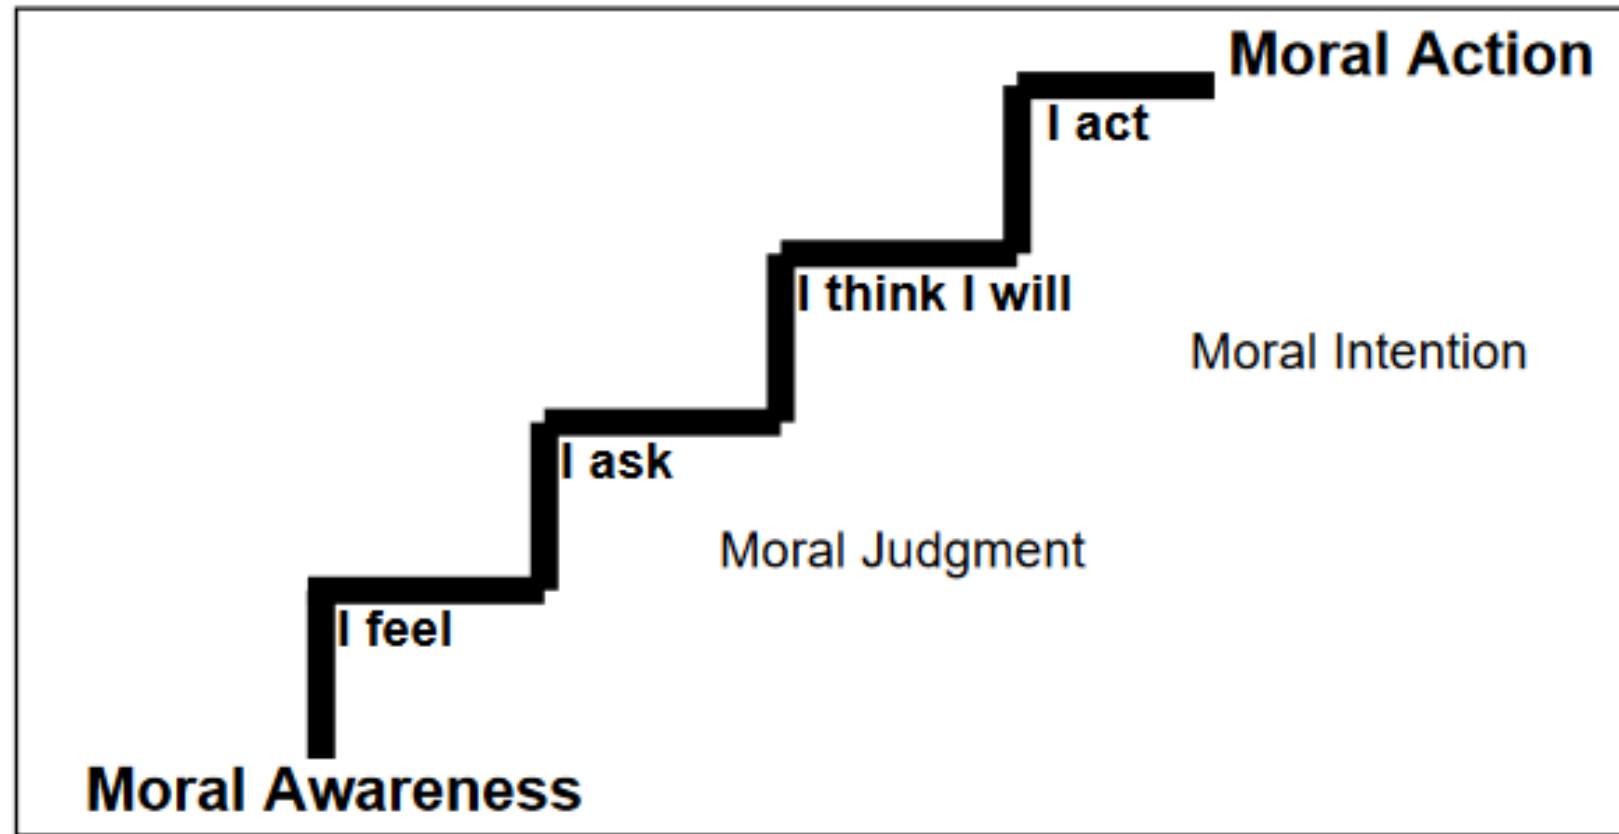 Moral Action
I act
I think I will
Moral Intention
I ask
Moral Judgment
I feel
Moral Awareness